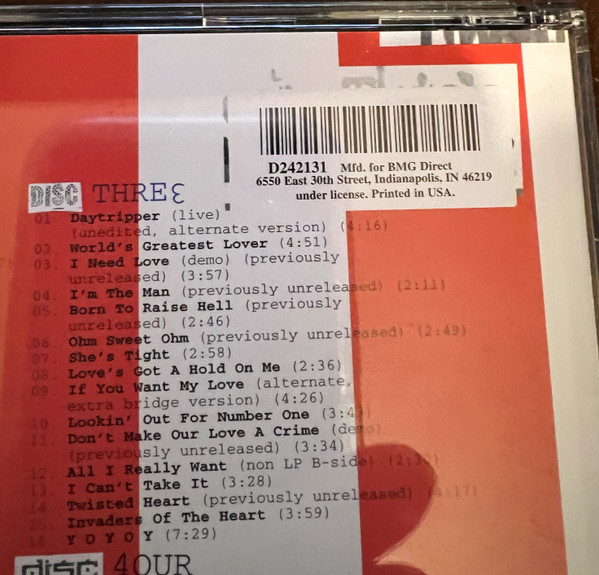 D242131 Mfd. for BMG Direct
6550 East 30th Street, Indianapolis, IN 46219
under license. Printed in USA.
DISC THREE
01. Daytripper (live)
(unedited, alternate version) (4:16)
02. World's Greatest Lover (4:51)
03. I Need Love (demo) (previously
unreleased) (3:57)
04. I'm The Man (previously unreleased) (2:11)
05. Born To Raise Hell (previously
unreleased) (2:46)
06. Ohm Sweet Ohm (previously unreleased) (2:49)
07. She's Tight (2:58)
08. Love's Got A Hold On Me (2:36)
09. If You Want My Love (alternate,
extra bridge version) (4:26)
10. Lookin' Out For Number One
11. Don't Make Our Love A Crime (demo)
(previously unreleased) (3:34)
12. All I Really Want (non LP B-side)
13. I Can't Take It (3:28)
14. Twisted Heart (previously unreleased) (4:17)
15. Invaders Of The Heart (3:59)
16. Y O Y O Y (7:29)
disc 4OUR